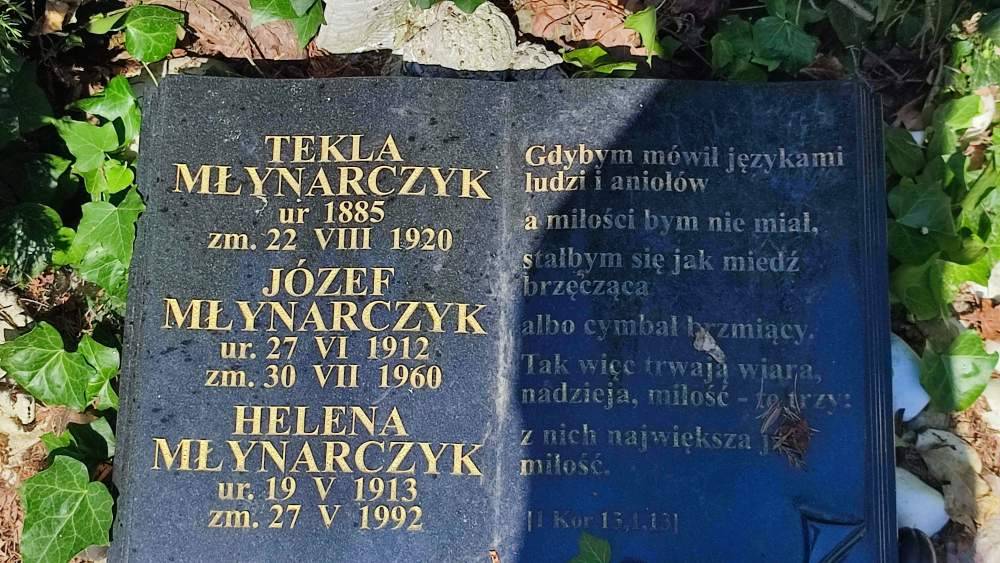 TEKLA
MŁYNARCZYK
ur 1885
zm. 22 VIII 1920
JÓZEF
MŁYNARCZYK
ur. 27 VI 1912
zm. 30 VII 1960
HELENA
MŁYNARCZYK
ur. 19 V 1913
zm. 27 V 1992
Gdybym mówił językami
ludzi i aniołów
a miłości bym nie miał,
stałbym się jak miedź
brzęcząca
albo cymbał brzmiący.
Tak więc trwają wiara,
nadzieja, miłość - te trzy:
z nich największa
miłość.
[1 Kor 13,1.13]